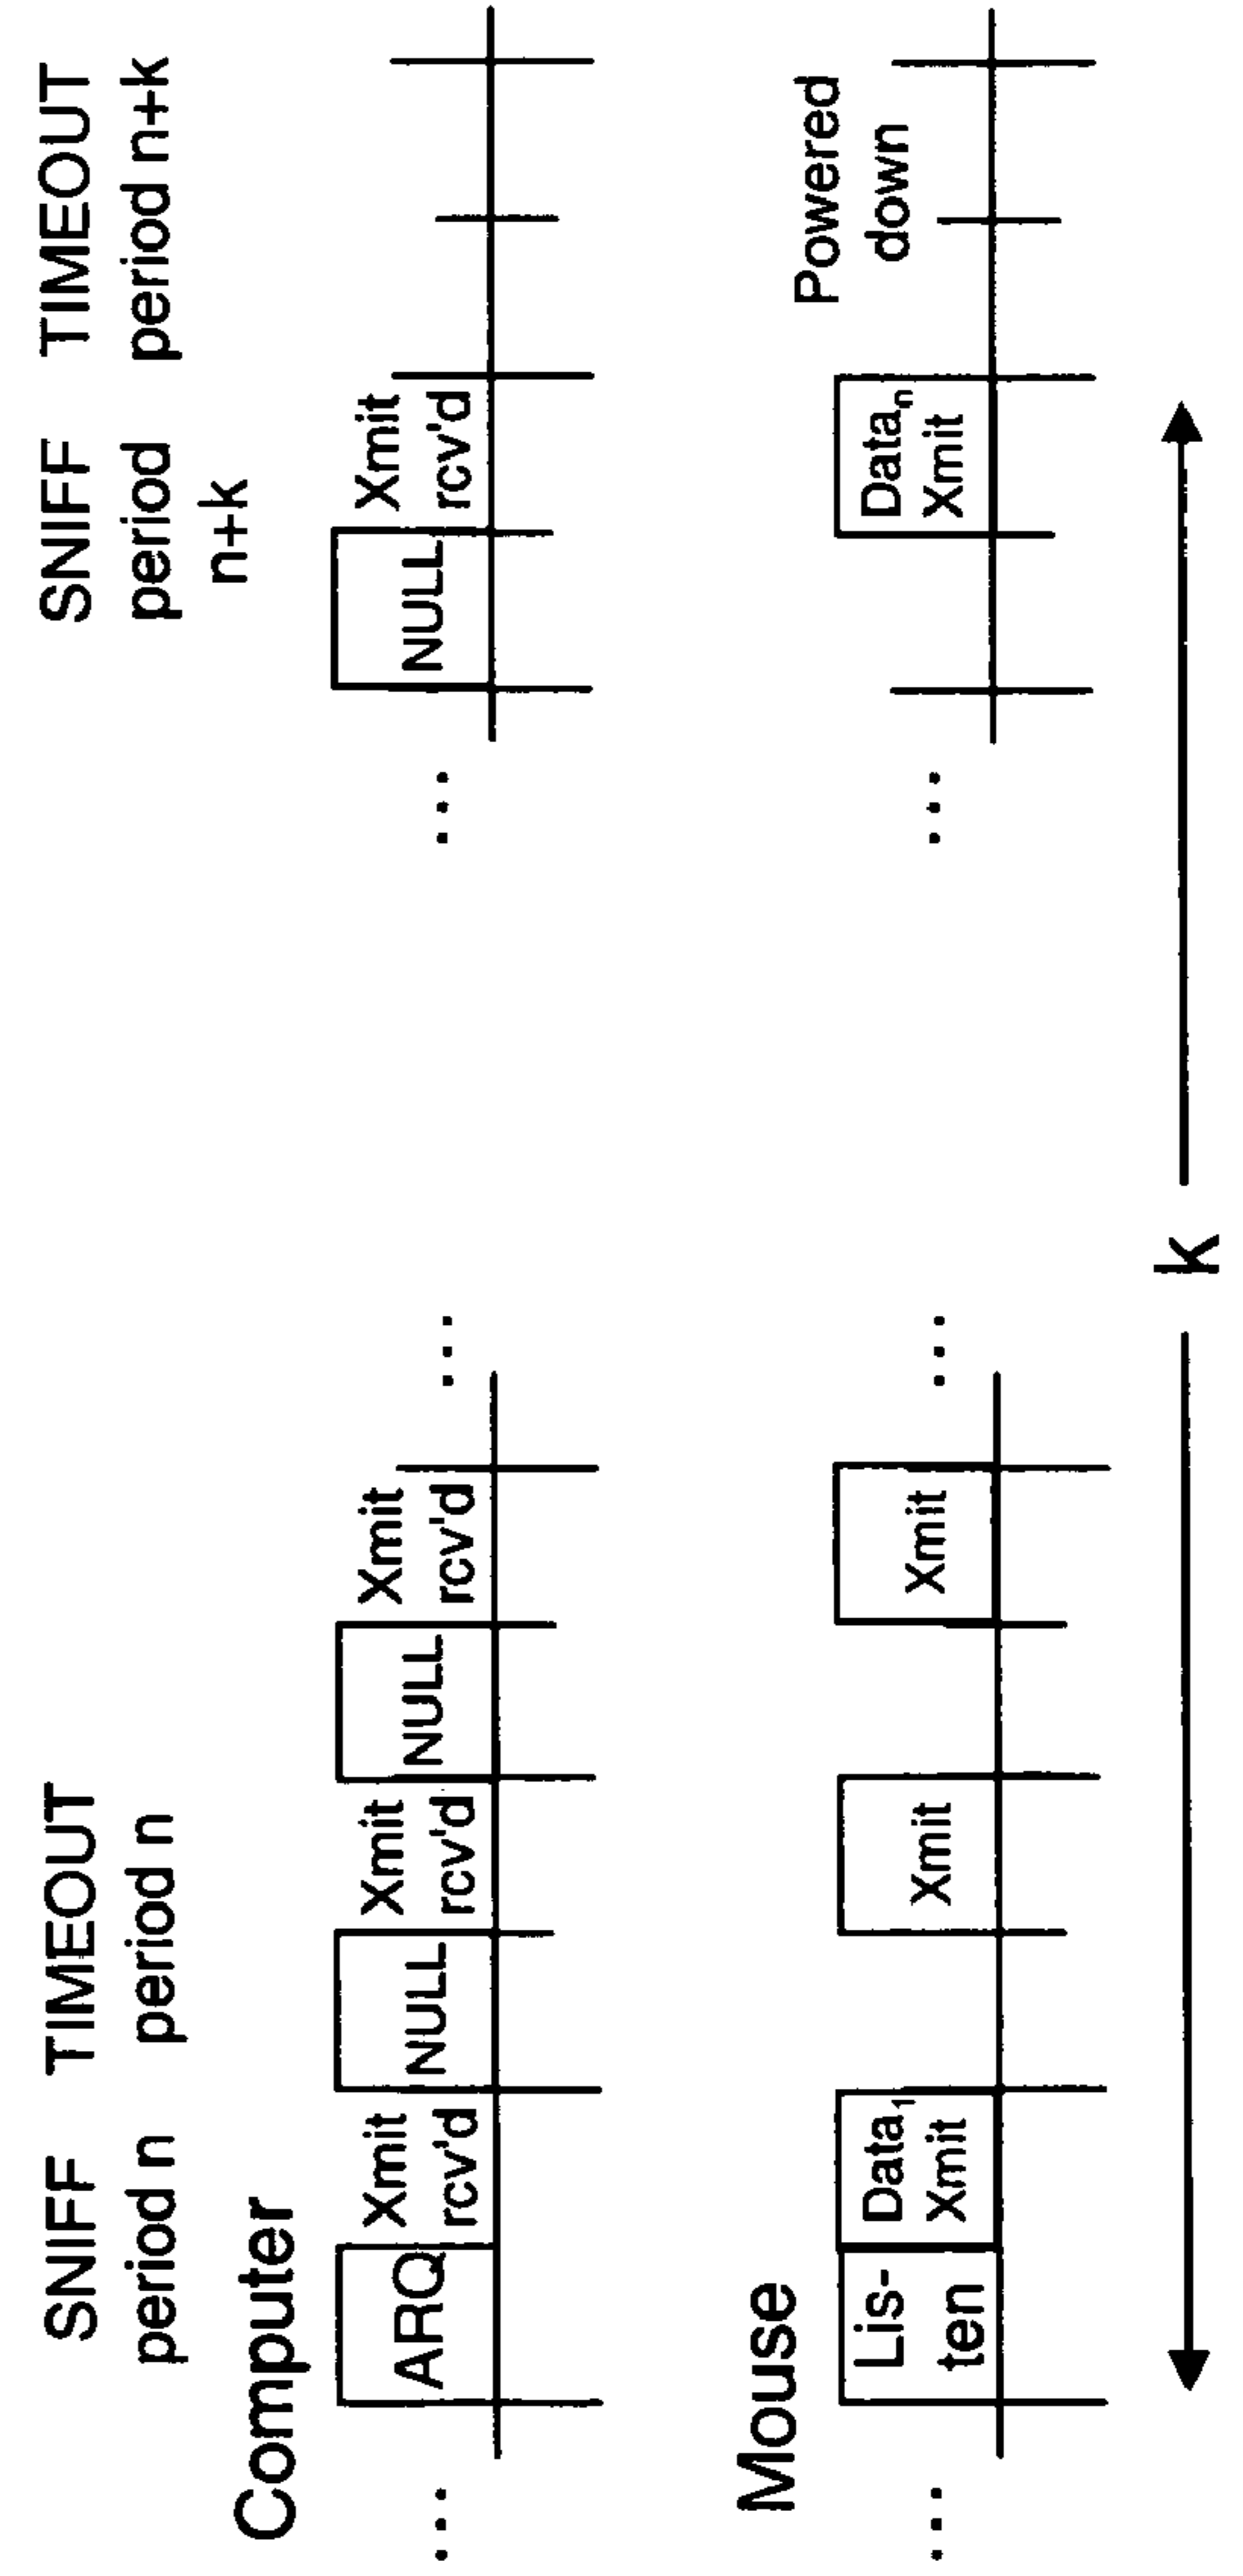 SNIFF TIMEOUT SNIFF TIMEOUT
period n period n period period n+k
n+k
Computer
... ARQ Xmit rcv'd NULL Xmit rcv'd NULL Xmit rcv'd ... ... NULL Xmit rcv'd
Mouse
... Lis-
ten
Data1
Xmit
Xmit
Xmit
... ...
Datan
Xmit
Powered
down
k